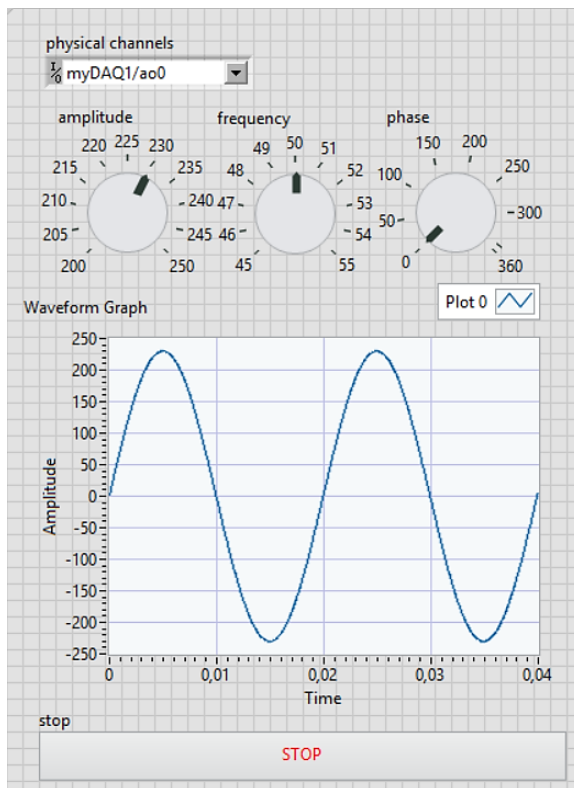 physical channels
I/O myDAQ1/ao0
amplitude frequency phase
200 205 210 215 220 225 230 235 240 245 250
45 46 47 48 49 50 51 52 53 54 55
0 50 100 150 200 250 300 360
Waveform Graph
Plot 0
Amplitude
250
200
150
100
50
0
-50
-100
-150
-200
-250
0 0,01 0,02 0,03 0,04
Time
stop
STOP